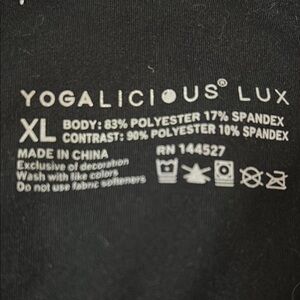 YOGALICIOUS® LUX
XL BODY: 83% POLYESTER 17% SPANDEX
CONTRAST: 90% POLYESTER 10% SPANDEX
MADE IN CHINA RN 144527
Exclusive of decoration
Wash with like colors
Do not use fabric softeners